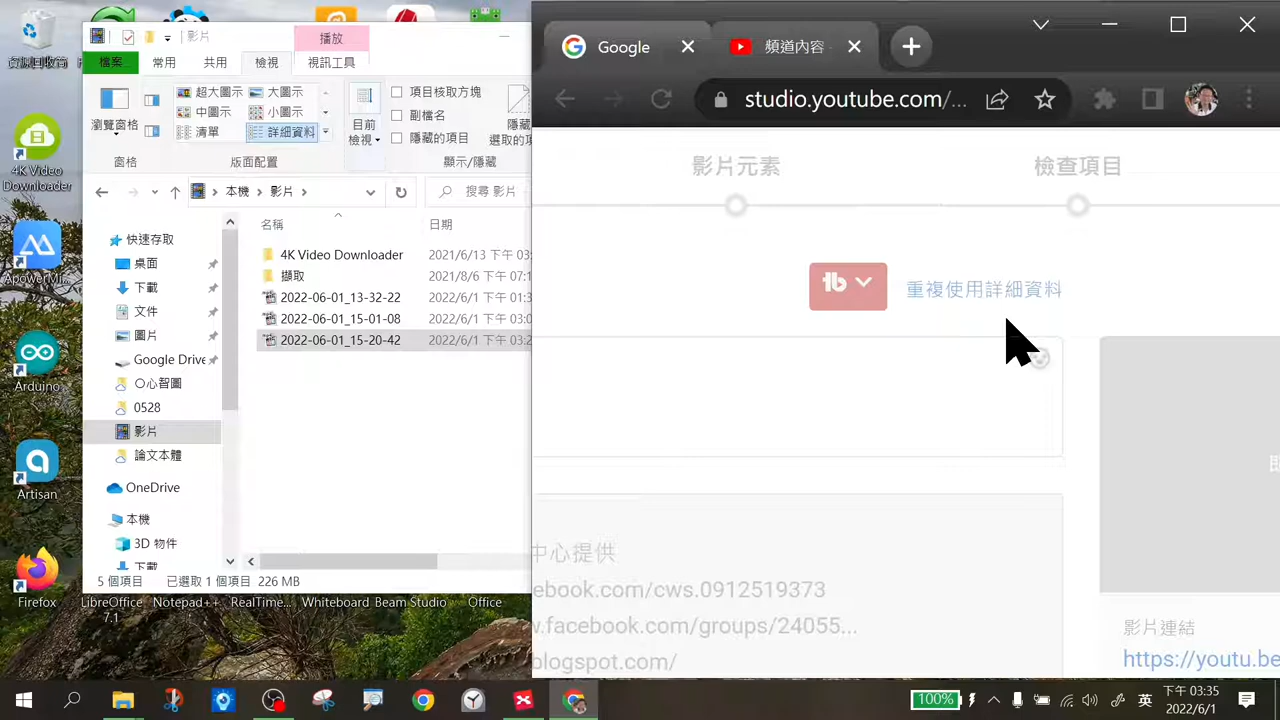 資源回收筒
4K Video
Downloader
ApowerMi...
Arduino
Artisan
Firefox
影片
播放
檔案
常用
共用
檢視
視訊工具
瀏覽窗格
窗格
超大圖示
大圖示
中圖示
小圖示
清單
詳細資料
版面配置
目前
檢視
項目核取方塊
副檔名
隱藏的項目
隱藏
選取的項
顯示/隱藏
本機
影片
搜尋 影片
快速存取
桌面
下載
文件
圖片
Google Drive
〇心智圖
0528
影片
論文本體
OneDrive
本機
3D 物件
下載
名稱
日期
4K Video Downloader
2021/6/13 下午 03:
擷取
2021/8/6 下午 07:1
2022-06-01_13-32-22
2022/6/1 下午 01:3
2022-06-01_15-01-08
2022/6/1 下午 03:0
2022-06-01_15-20-42
2022/6/1 下午 03:2
5 個項目
已選取 1 個項目
226 MB
LibreOffice
7.1
Notepad++
RealTime...
Whiteboard
Beam Studio
Office
Google
頻道內容
studio.youtube.com/...
影片元素
檢查項目
tb
重複使用詳細資料
中心提供
ebook.com/cws.0912519373
w.facebook.com/groups/24055...
blogspot.com/
影片連結
https://youtu.be
100%
英
下午 03:35
2022/6/1